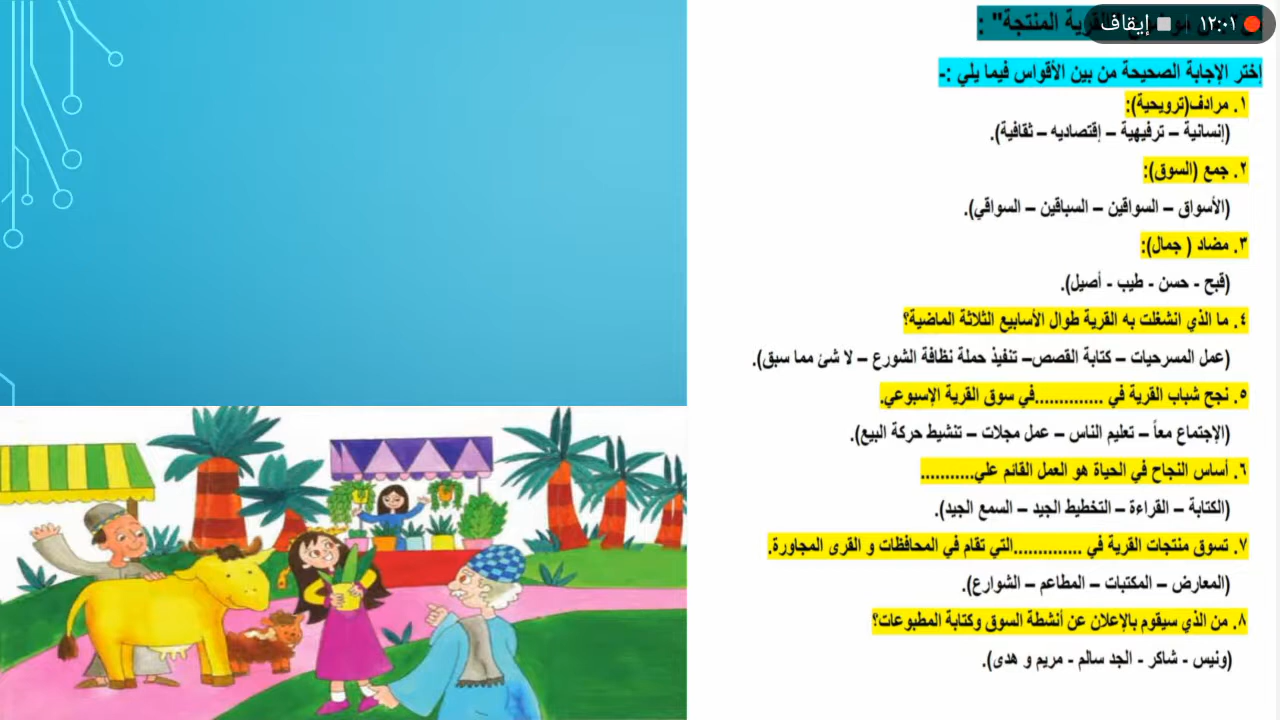 ١٢:٠١ إيقاف
القرية المنتجة" :
إختر الإجابة الصحيحة من بين الأقواس فيما يلي :-
١. مرادف(ترويحية):
(إنسانية – ترفيهية – إقتصاديه – ثقافية).
٢. جمع (السوق):
(الأسواق – السواقين – السباقين – السواقي).
٣. مضاد ( جمال):
(قبح - حسن - طيب - أصيل).
٤. ما الذي انشغلت به القرية طوال الأسابيع الثلاثة الماضية؟
(عمل المسرحيات – كتابة القصص– تنفيذ حملة نظافة الشورع – لا شئ مما سبق).
٥. نجح شباب القرية في ..............في سوق القرية الإسبوعي.
(الإجتماع معاً – تعليم الناس – عمل مجلات – تنشيط حركة البيع).
٦. أساس النجاح في الحياة هو العمل القائم علي...........
(الكتابة – القراءة – التخطيط الجيد – السمع الجيد).
٧. تسوق منتجات القرية في ..............التي تقام في المحافظات و القرى المجاورة.
(المعارض – المكتبات – المطاعم – الشوارع).
٨. من الذي سيقوم بالإعلان عن أنشطة السوق وكتابة المطبوعات؟
(ونيس - شاكر - الجد سالم - مريم و هدى).